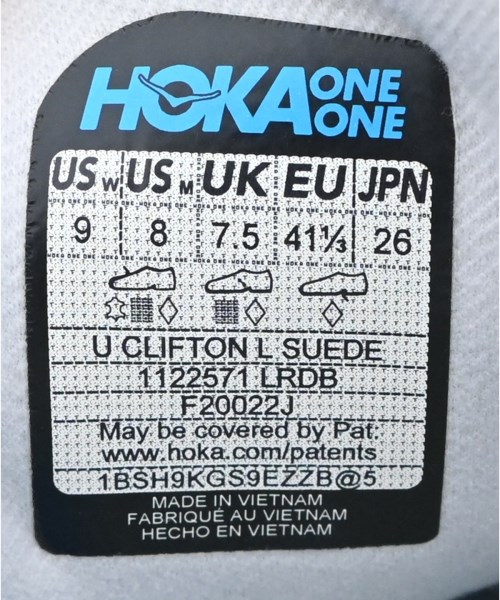 HOKA ONE ONE
US W US M UK EU JPN
9 8 7.5 41⅓ 26
U CLIFTON L SUEDE
1122571 LRDB
F20022J
May be covered by Pat.
www.hoka.com/patents
1BSH9KGS9EZZB@5
MADE IN VIETNAM
FABRIQUÉ AU VIETNAM
HECHO EN VIETNAM